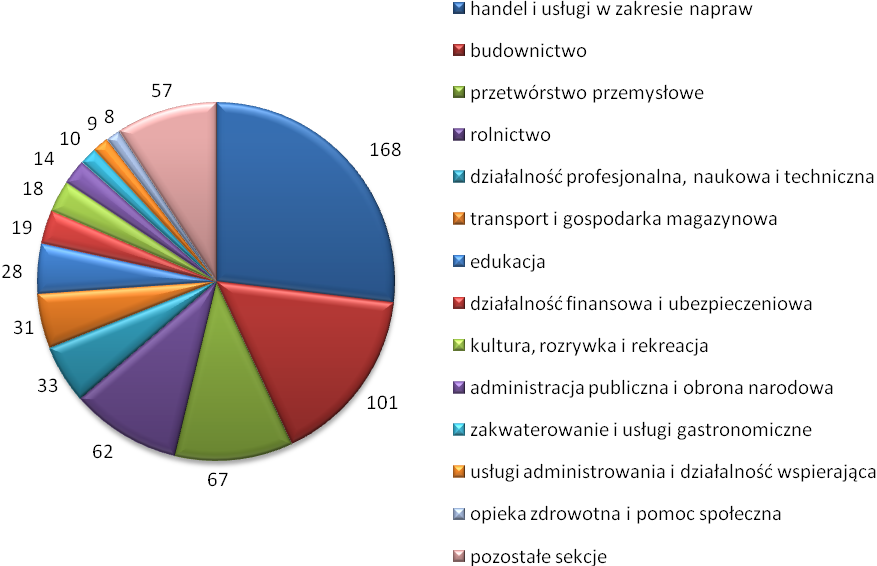 168
101
67
62
33
31
28
19
18
14
10
9
8
57
handel i usługi w zakresie napraw
budownictwo
przetwórstwo przemysłowe
rolnictwo
działalność profesjonalna, naukowa i techniczna
transport i gospodarka magazynowa
edukacja
działalność finansowa i ubezpieczeniowa
kultura, rozrywka i rekreacja
administracja publiczna i obrona narodowa
zakwaterowanie i usługi gastronomiczne
usługi administrowania i działalność wspierająca
opieka zdrowotna i pomoc społeczna
pozostałe sekcje